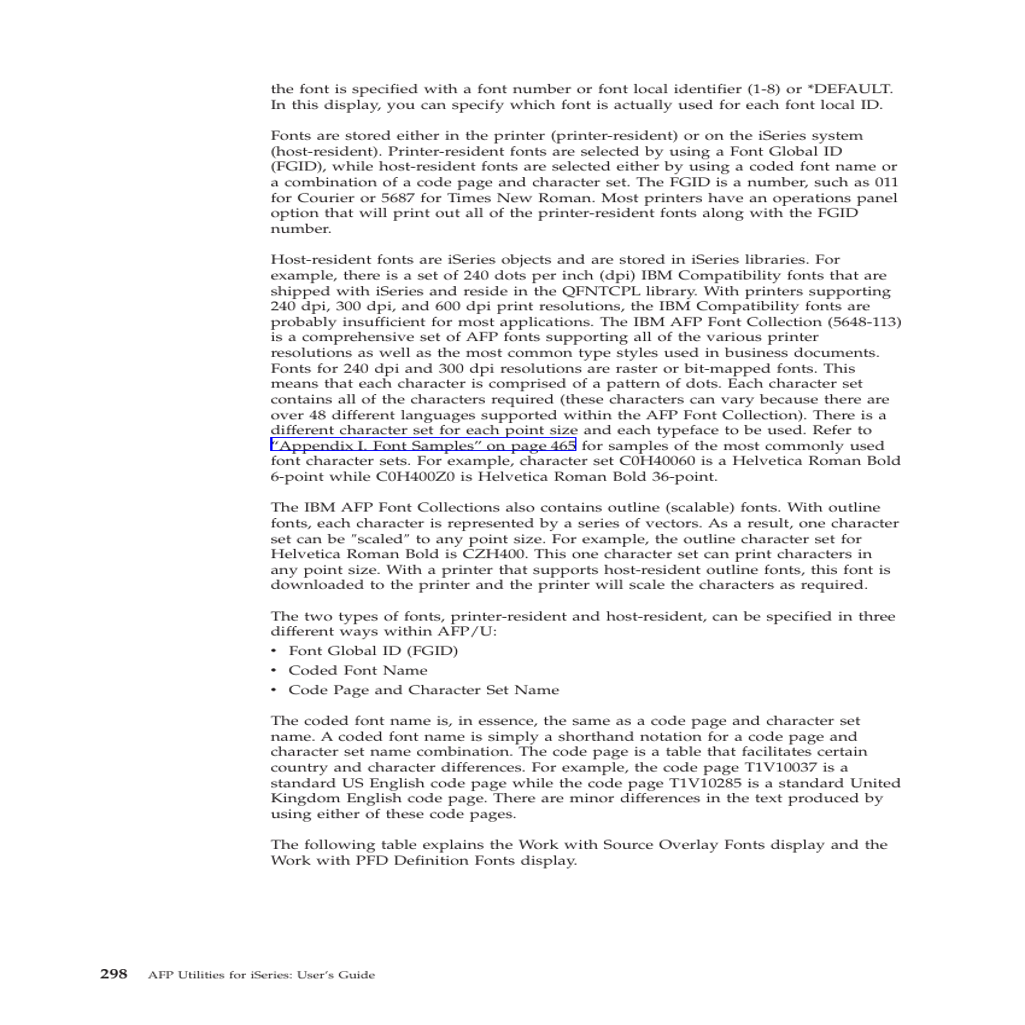 the font is specified with a font number or font local identifier (1-8) or *DEFAULT.
In this display, you can specify which font is actually used for each font local ID.
Fonts are stored either in the printer (printer-resident) or on the iSeries system
(host-resident). Printer-resident fonts are selected by using a Font Global ID
(FGID), while host-resident fonts are selected either by using a coded font name or
a combination of a code page and character set. The FGID is a number, such as 011
for Courier or 5687 for Times New Roman. Most printers have an operations panel
option that will print out all of the printer-resident fonts along with the FGID
number.
Host-resident fonts are iSeries objects and are stored in iSeries libraries. For
example, there is a set of 240 dots per inch (dpi) IBM Compatibility fonts that are
shipped with iSeries and reside in the QFNTCPL library. With printers supporting
240 dpi, 300 dpi, and 600 dpi print resolutions, the IBM Compatibility fonts are
probably insufficient for most applications. The IBM AFP Font Collection (5648-113)
is a comprehensive set of AFP fonts supporting all of the various printer
resolutions as well as the most common type styles used in business documents.
Fonts for 240 dpi and 300 dpi resolutions are raster or bit-mapped fonts. This
means that each character is comprised of a pattern of dots. Each character set
contains all of the characters required (these characters can vary because there are
over 48 different languages supported within the AFP Font Collection). There is a
different character set for each point size and each typeface to be used. Refer to
“Appendix I. Font Samples” on page 465 for samples of the most commonly used
font character sets. For example, character set C0H40060 is a Helvetica Roman Bold
6-point while C0H400Z0 is Helvetica Roman Bold 36-point.
The IBM AFP Font Collections also contains outline (scalable) fonts. With outline
fonts, each character is represented by a series of vectors. As a result, one character
set can be "scaled" to any point size. For example, the outline character set for
Helvetica Roman Bold is CZH400. This one character set can print characters in
any point size. With a printer that supports host-resident outline fonts, this font is
downloaded to the printer and the printer will scale the characters as required.
The two types of fonts, printer-resident and host-resident, can be specified in three
different ways within AFP/U:
• Font Global ID (FGID)
• Coded Font Name
• Code Page and Character Set Name
The coded font name is, in essence, the same as a code page and character set
name. A coded font name is simply a shorthand notation for a code page and
character set name combination. The code page is a table that facilitates certain
country and character differences. For example, the code page T1V10037 is a
standard US English code page while the code page T1V10285 is a standard United
Kingdom English code page. There are minor differences in the text produced by
using either of these code pages.
The following table explains the Work with Source Overlay Fonts display and the
Work with PFD Definition Fonts display.
298 AFP Utilities for iSeries: User’s Guide